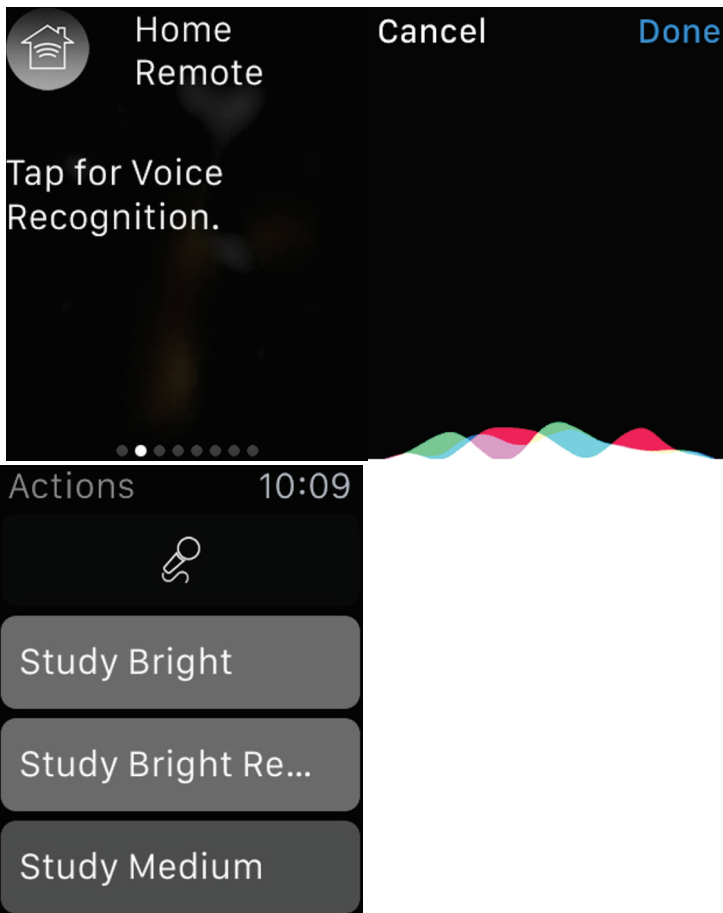 Home
Remote
Tap for Voice
Recognition.
Cancel
Done
Actions
10:09
Study Bright
Study Bright Re...
Study Medium